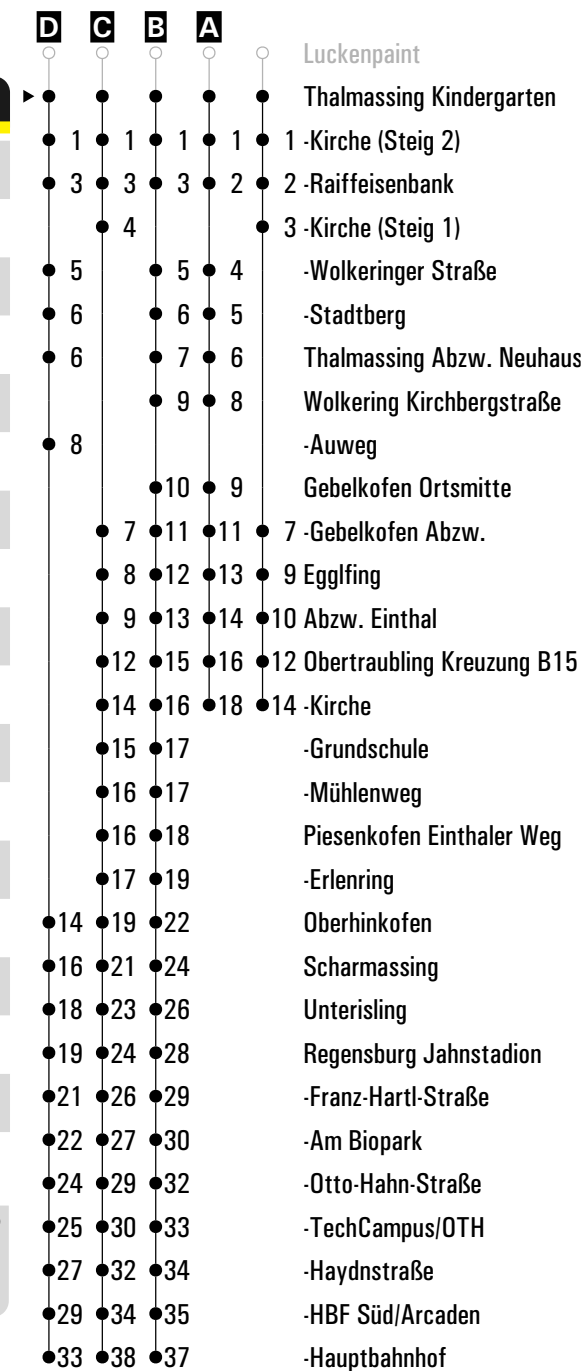 D C B A
Luckenpaint
Thalmassing Kindergarten
1 1 1 1 1 -Kirche (Steig 2)
3 3 3 2 2 -Raiffeisenbank
4 3 -Kirche (Steig 1)
5 5 4 -Wolkeringer Straße
6 6 5 -Stadtberg
6 7 6 Thalmassing Abzw. Neuhaus
9 8 Wolkering Kirchbergstraße
8 -Auweg
10 9 Gebelkofen Ortsmitte
7 11 11 7 -Gebelkofen Abzw.
8 12 13 9 Egglfing
9 13 14 10 Abzw. Einthal
12 15 16 12 Obertraubling Kreuzung B15
14 16 18 14 -Kirche
15 17 -Grundschule
16 17 -Mühlenweg
16 18 Piesenkofen Einthaler Weg
17 19 -Erlenring
14 19 22 Oberhinkofen
16 21 24 Scharmassing
18 23 26 Unterisling
19 24 28 Regensburg Jahnstadion
21 26 29 -Franz-Hartl-Straße
22 27 30 -Am Biopark
24 29 32 -Otto-Hahn-Straße
25 30 33 -TechCampus/OTH
27 32 34 -Haydnstraße
29 34 35 -HBF Süd/Arcaden
33 38 37 -Hauptbahnhof